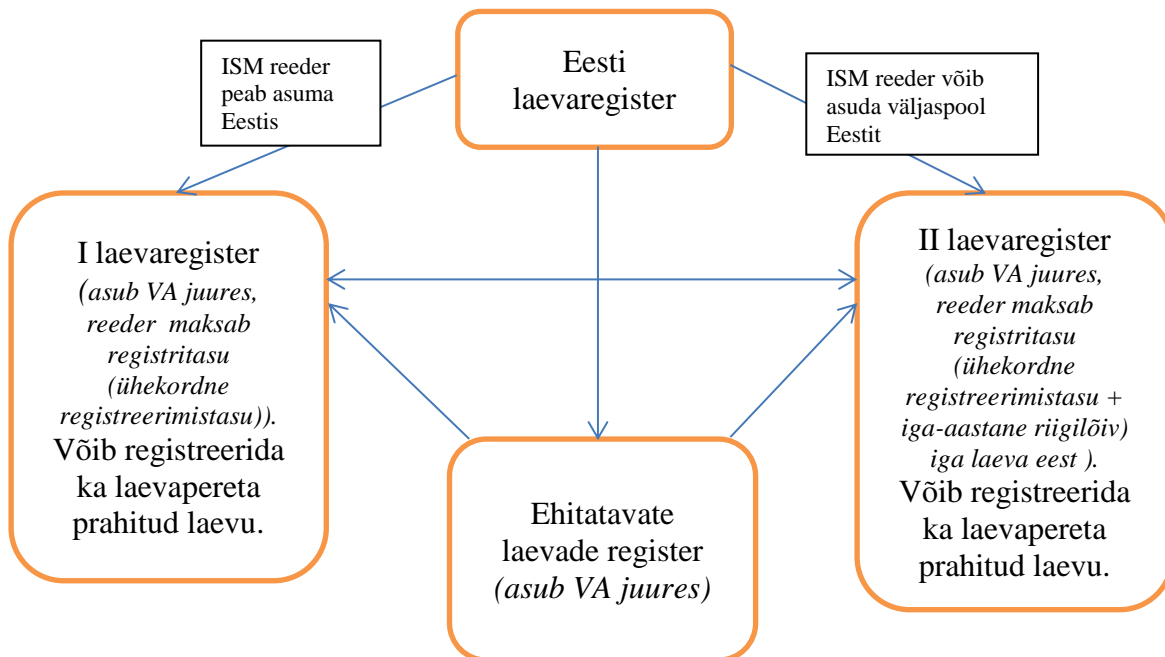 ISM reeder
peab asuma
Eestis
Eesti
laevaregister
ISM reeder võib
asuda väljaspool
Eestit
I laevaregister
(asub VA juures,
reeder maksab
registritasu
(ühekordne
registreerimistasu)).
Võib registreerida
ka laevapereta
prahitud laevu.
II laevaregister
(asub VA juures,
reeder maksab
registritasu
(ühekordne
registreerimistasu +
iga-aastane riigilõiv)
iga laeva eest ).
Võib registreerida
ka laevapereta
prahitud laevu.
Ehitatavate
laevade register
(asub VA juures)